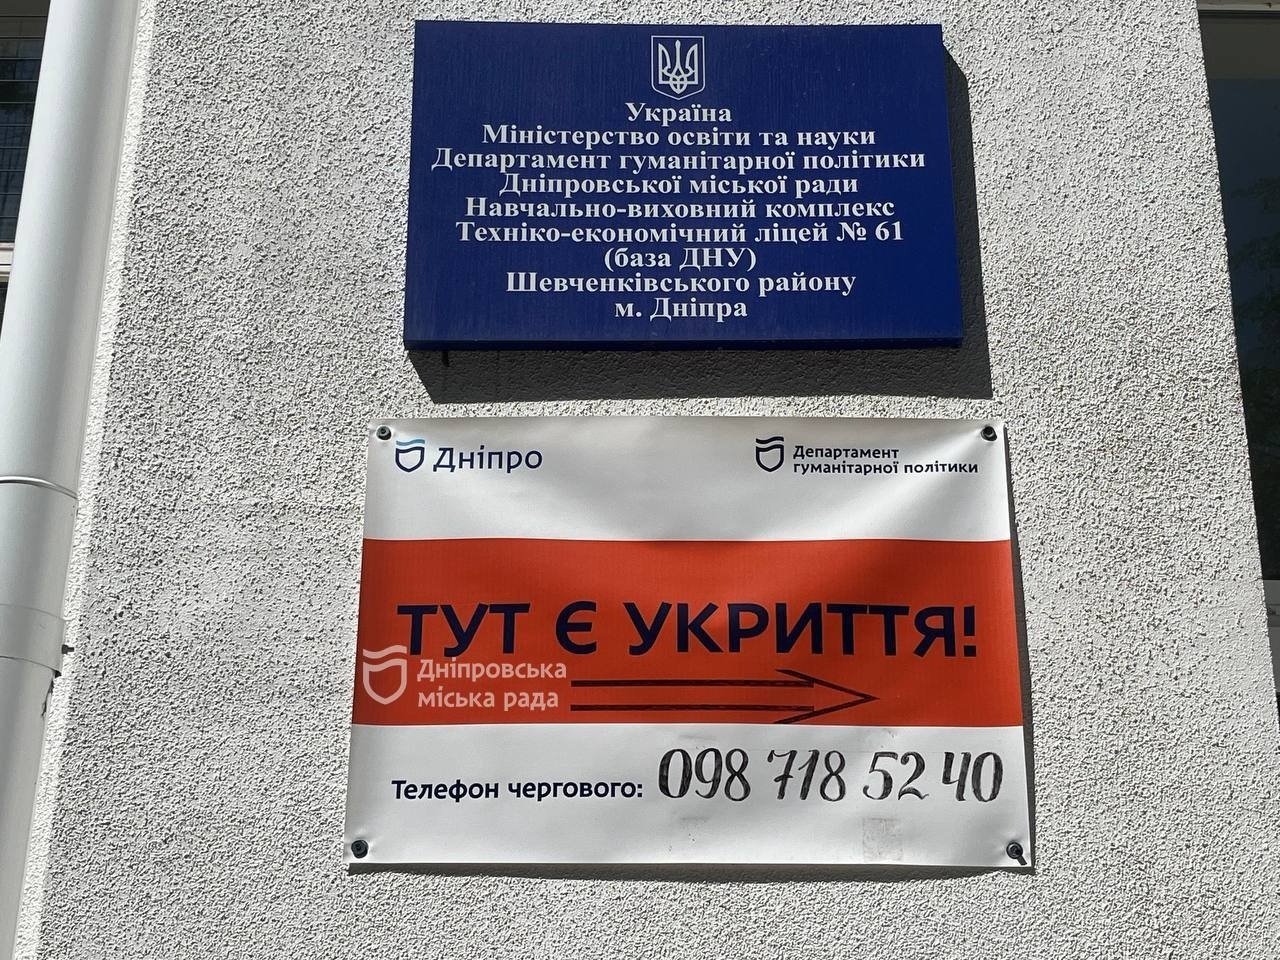 Україна
Міністерство освіти та науки
Департамент гуманітарної політики
Дніпровської міської ради
Навчально-виховний комплекс
Техніко-економічний ліцей № 61
(база ДНУ)
Шевченківського району
м. Дніпра
Дніпро
Департамент
гуманітарної політики
ТУТ Є УКРИТТЯ!
Дніпровська
міська рада
Телефон чергового: 098 718 52 40